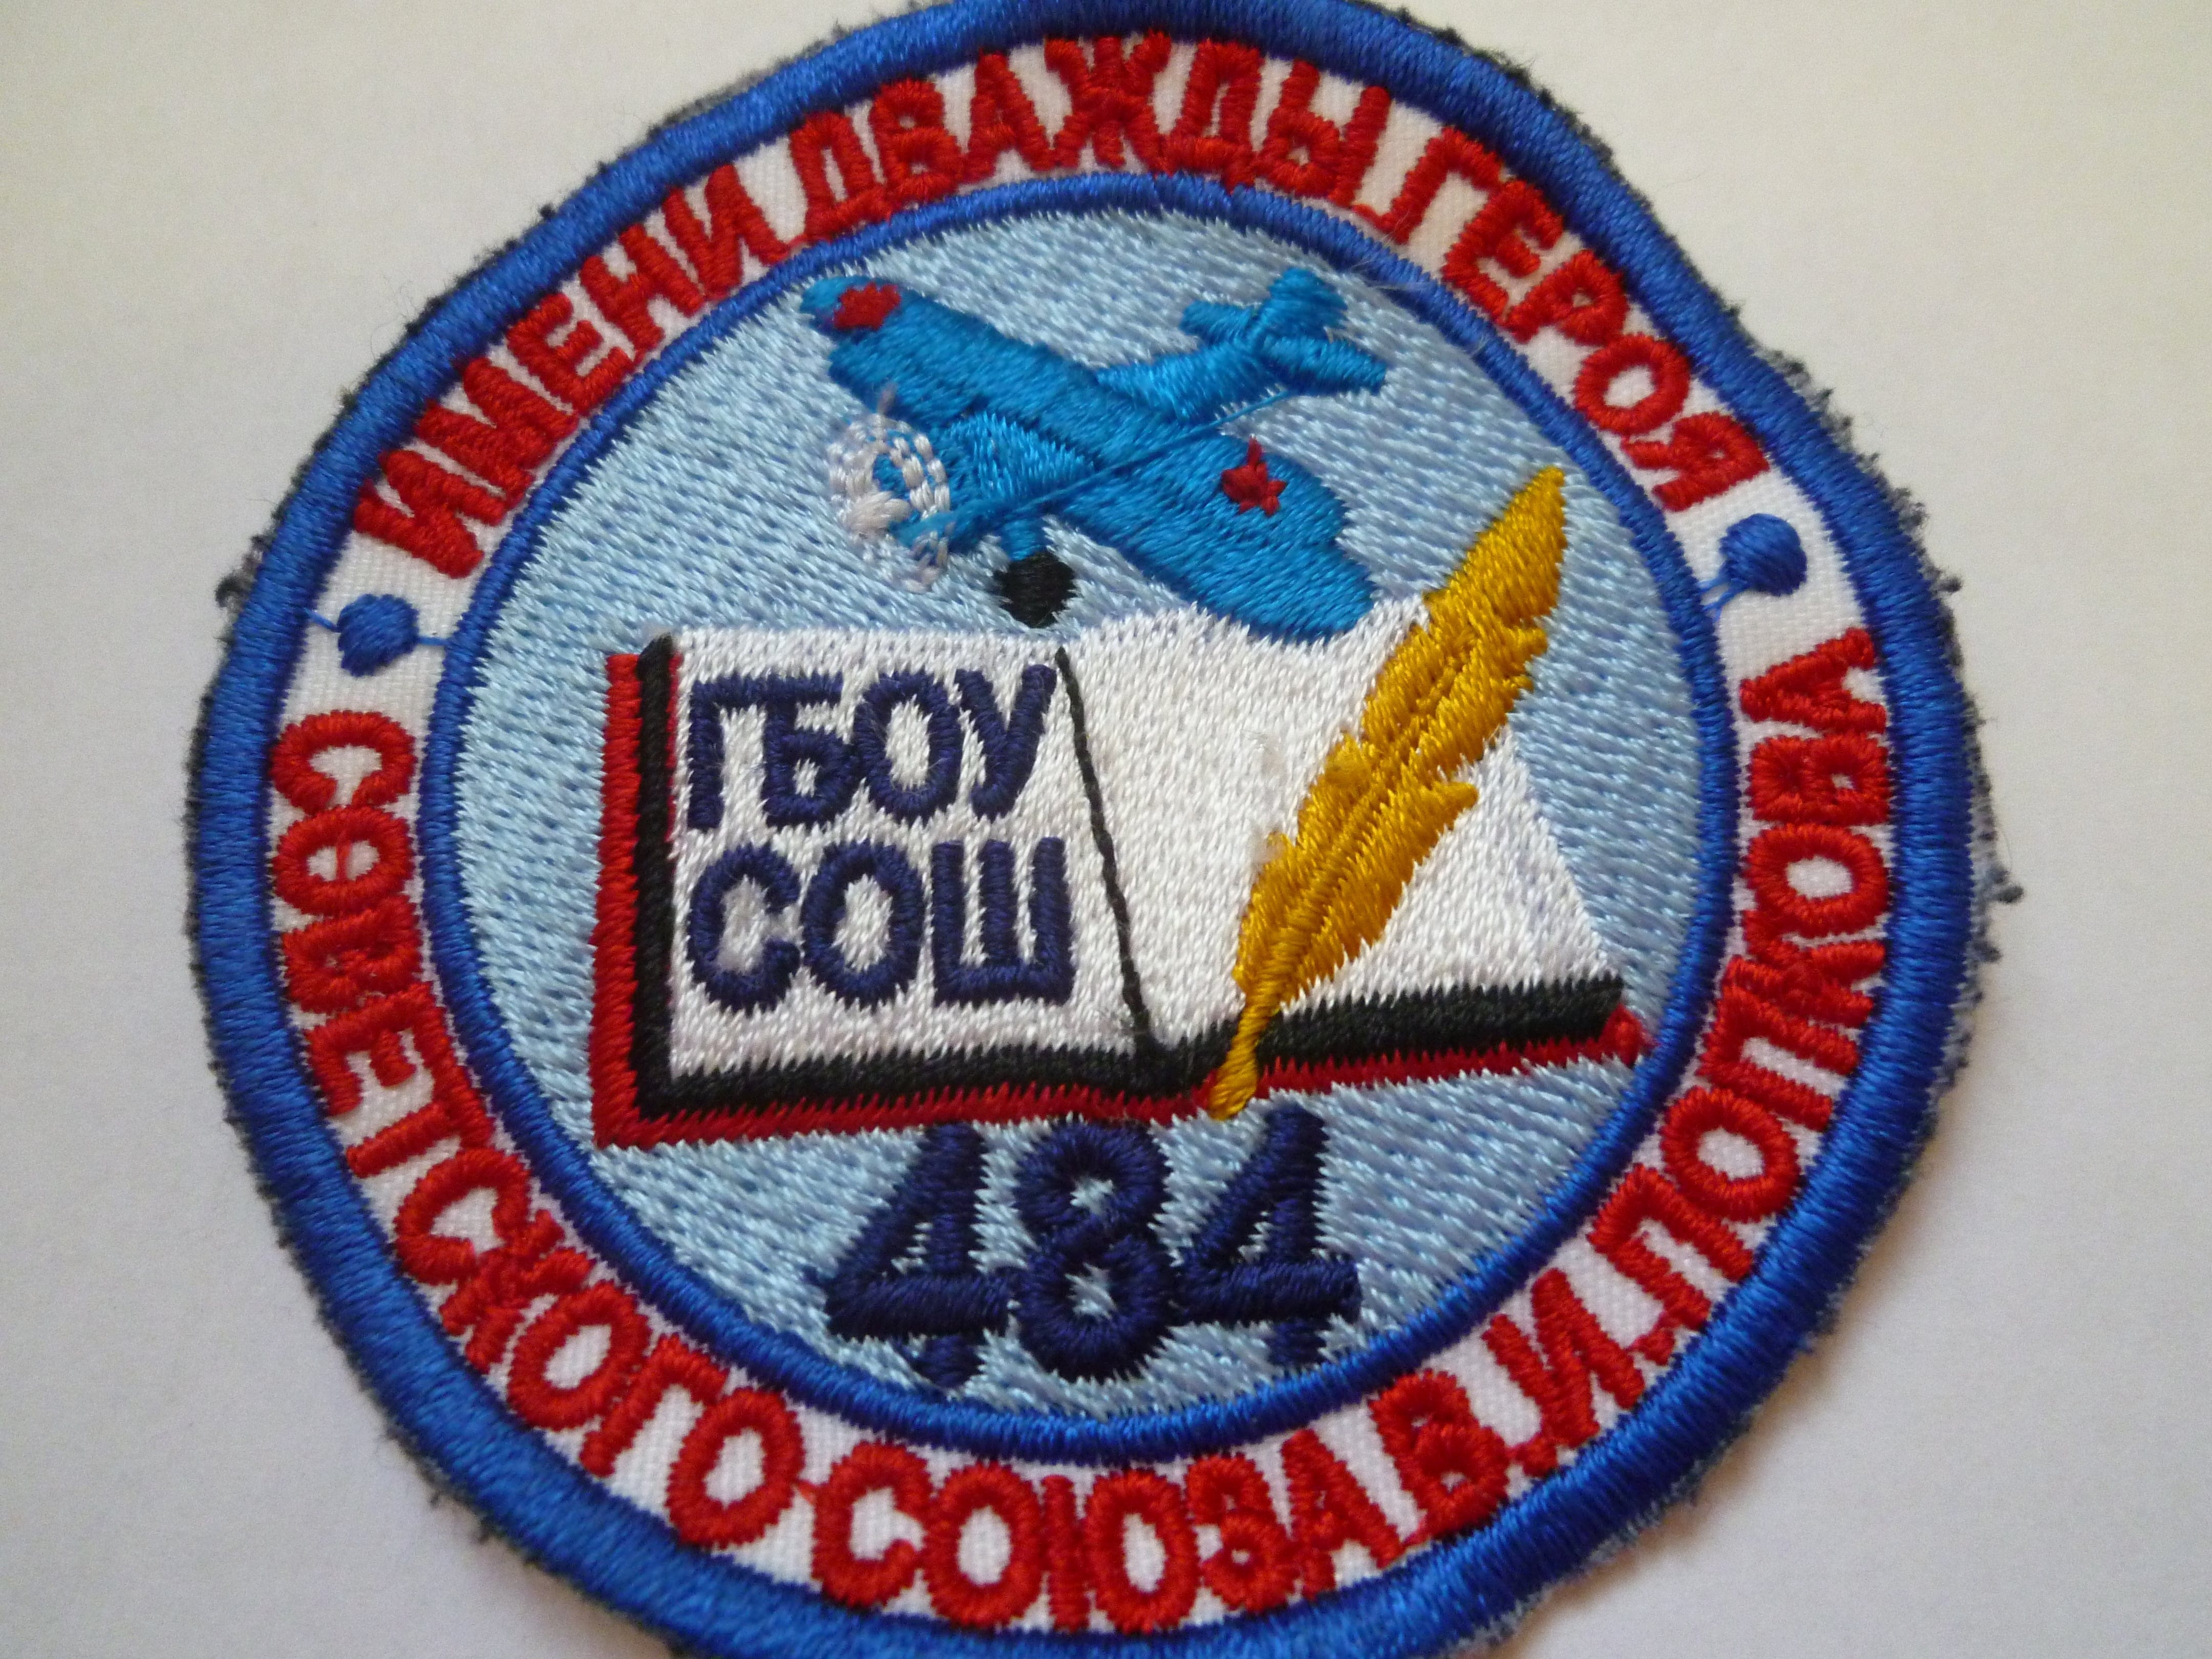 ИМЕНИ ДВАЖДЫ ГЕРОЯ
СОВЕТСКОГО СОЮЗА В.И.ПОПКОВА
ГБОУ
СОШ
484